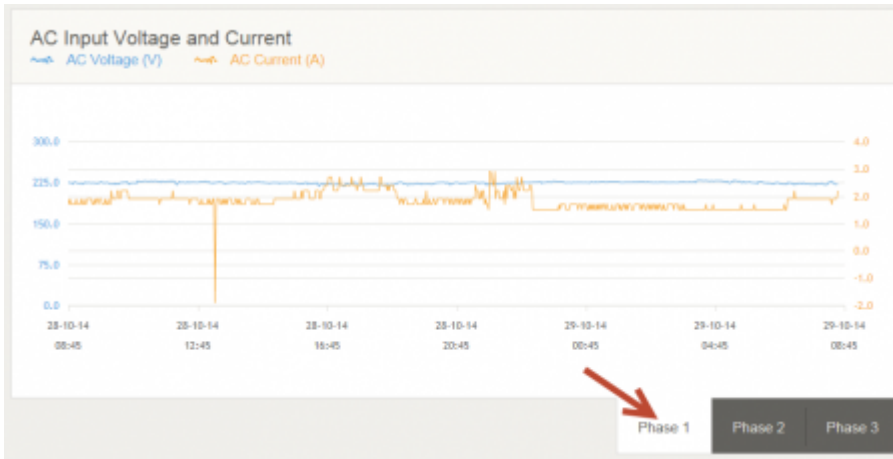 AC Input Voltage and Current
AC Voltage (V) AC Current (A)
300.0 4.0
3.0
225.0 2.0
150.0 1.0
75.0 0.0
-1.0
0.0 -2.0
28-10-14 28-10-14 28-10-14 28-10-14 29-10-14 29-10-14 29-10-14
08:45 12:45 16:45 20:45 00:45 04:45 08:45
Phase 1 Phase 2 Phase 3